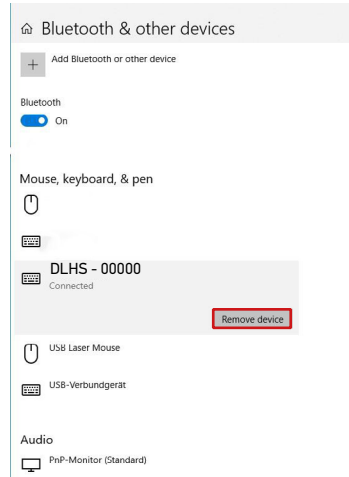 Bluetooth & other devices
Add Bluetooth or other device
Bluetooth
On
Mouse, keyboard, & pen
DLHS - 00000
Connected
Remove device
USB Laser Mouse
USB-Verbundgerät
Audio
PnP-Monitor (Standard)